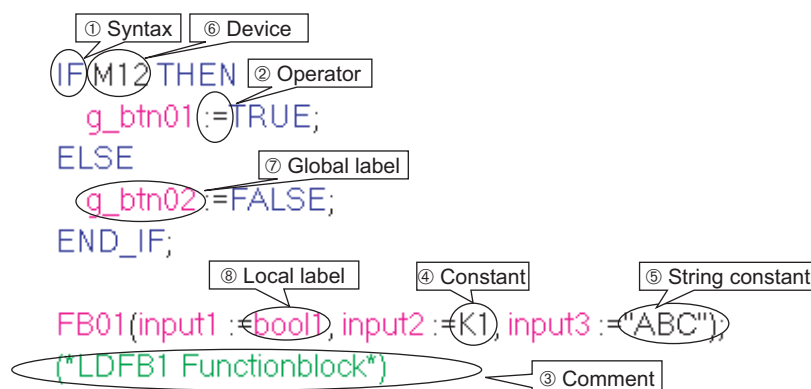 ① Syntax ⑥ Device
IF M12 THEN
② Operator
g_btn01 :=TRUE;
ELSE
⑦ Global label
g_btn02 :=FALSE;
END_IF;
⑧ Local label ④ Constant ⑤ String constant
FB01(input1 :=bool1, input2 :=K1, input3 :="ABC");
(*LDFB1 Functionblock*)
③ Comment